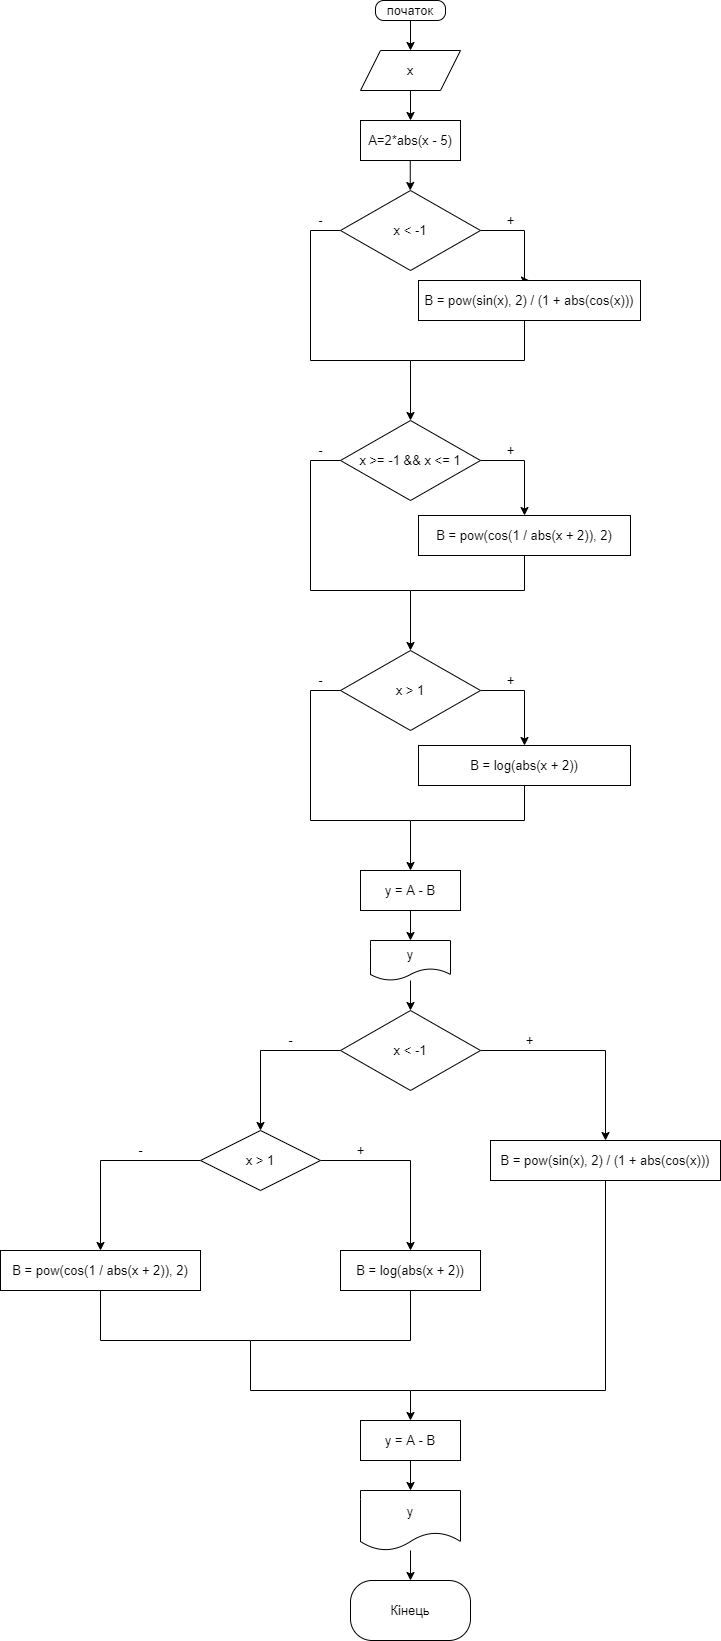 початок
x
A=2*abs(x - 5)
x < -1
-
+
B = pow(sin(x), 2) / (1 + abs(cos(x)))
x >= -1 && x <= 1
-
+
B = pow(cos(1 / abs(x + 2)), 2)
x > 1
-
+
B = log(abs(x + 2))
y = A - B
y
x < -1
-
+
x > 1
-
+
B = pow(sin(x), 2) / (1 + abs(cos(x)))
B = pow(cos(1 / abs(x + 2)), 2)
B = log(abs(x + 2))
y = A - B
y
Кінець